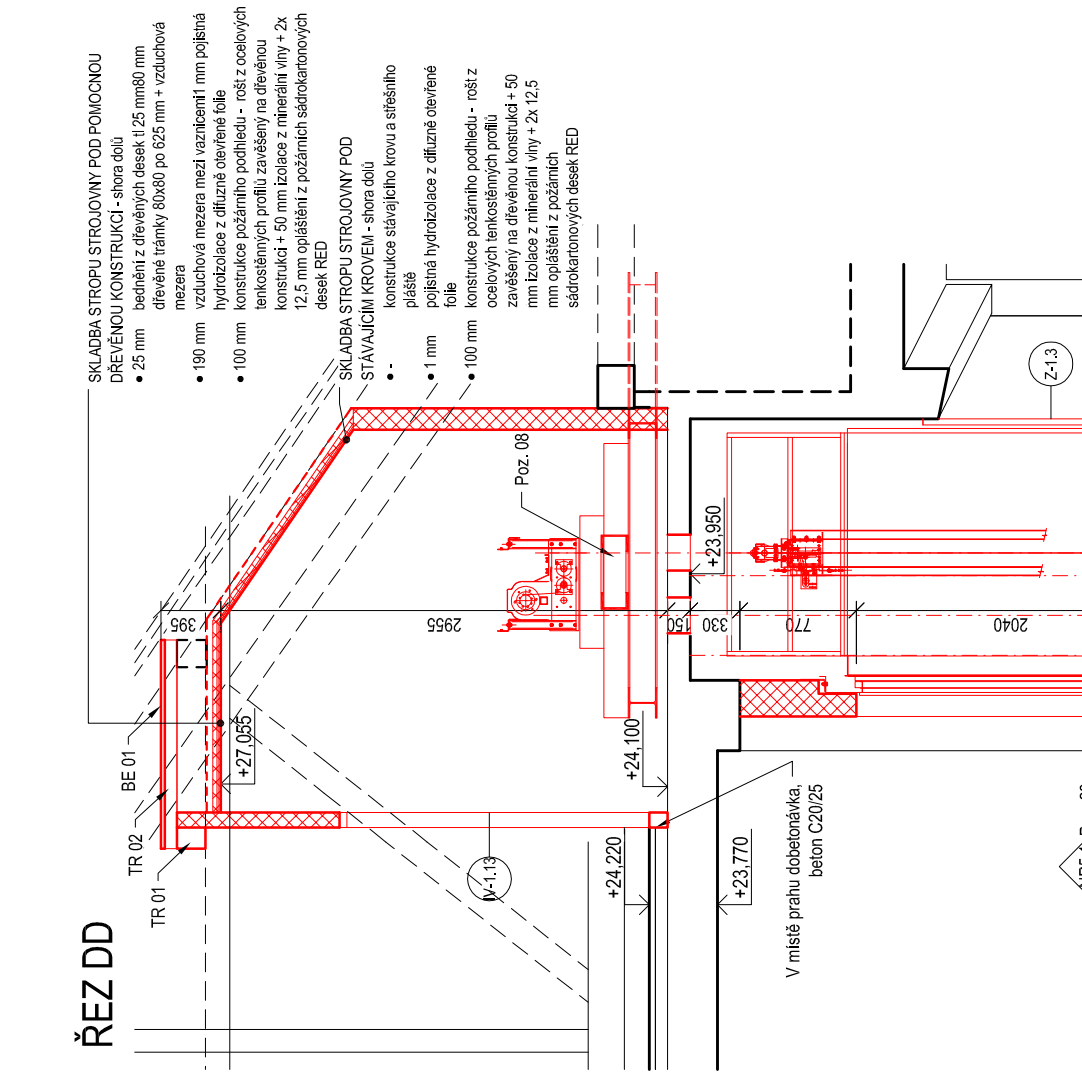 ŘEZ DD
SKLADBA STROPU STROJOVNY POD POMOCNOU
DŘEVĚNOU KONSTRUKCÍ - shora dolů
• 25 mm bednění z dřevěných desek tl 25 mm80 mm
dřevěné trámky 80x80 po 625 mm + vzduchová
mezera
• 190 mm vzduchová mezera mezi vaznicemi1 mm pojistná
hydroizolace z difuzně otevřené folie
• 100 mm konstrukce požárního podhledu - rošt z ocelových
tenkostěnných profilů zavěšený na dřevěnou
konstrukci + 50 mm izolace z minerální vlny + 2x
12,5 mm opláštění z požárních sádrokartonových
desek RED
SKLADBA STROPU STROJOVNY POD
STÁVAJÍCÍM KROVEM - shora dolů
• - konstrukce stávajícího krovu a střešního
pláště
• 1 mm pojistná hydroizolace z difuzně otevřené
folie
• 100 mm konstrukce požárního podhledu - rošt z
ocelových tenkostěnných profilů
zavěšený na dřevěnou konstrukci + 50
mm izolace z minerální vlny + 2x 12,5
mm opláštění z požárních
sádrokartonových desek RED
BE 01
TR 02
TR 01
395
2955
150
330
770
2040
+27,055
+24,100
+23,950
+24,220
+23,770
Poz. 08
Z-1.3
IV-1.13
V místě prahu dobetonávka,
beton C20/25